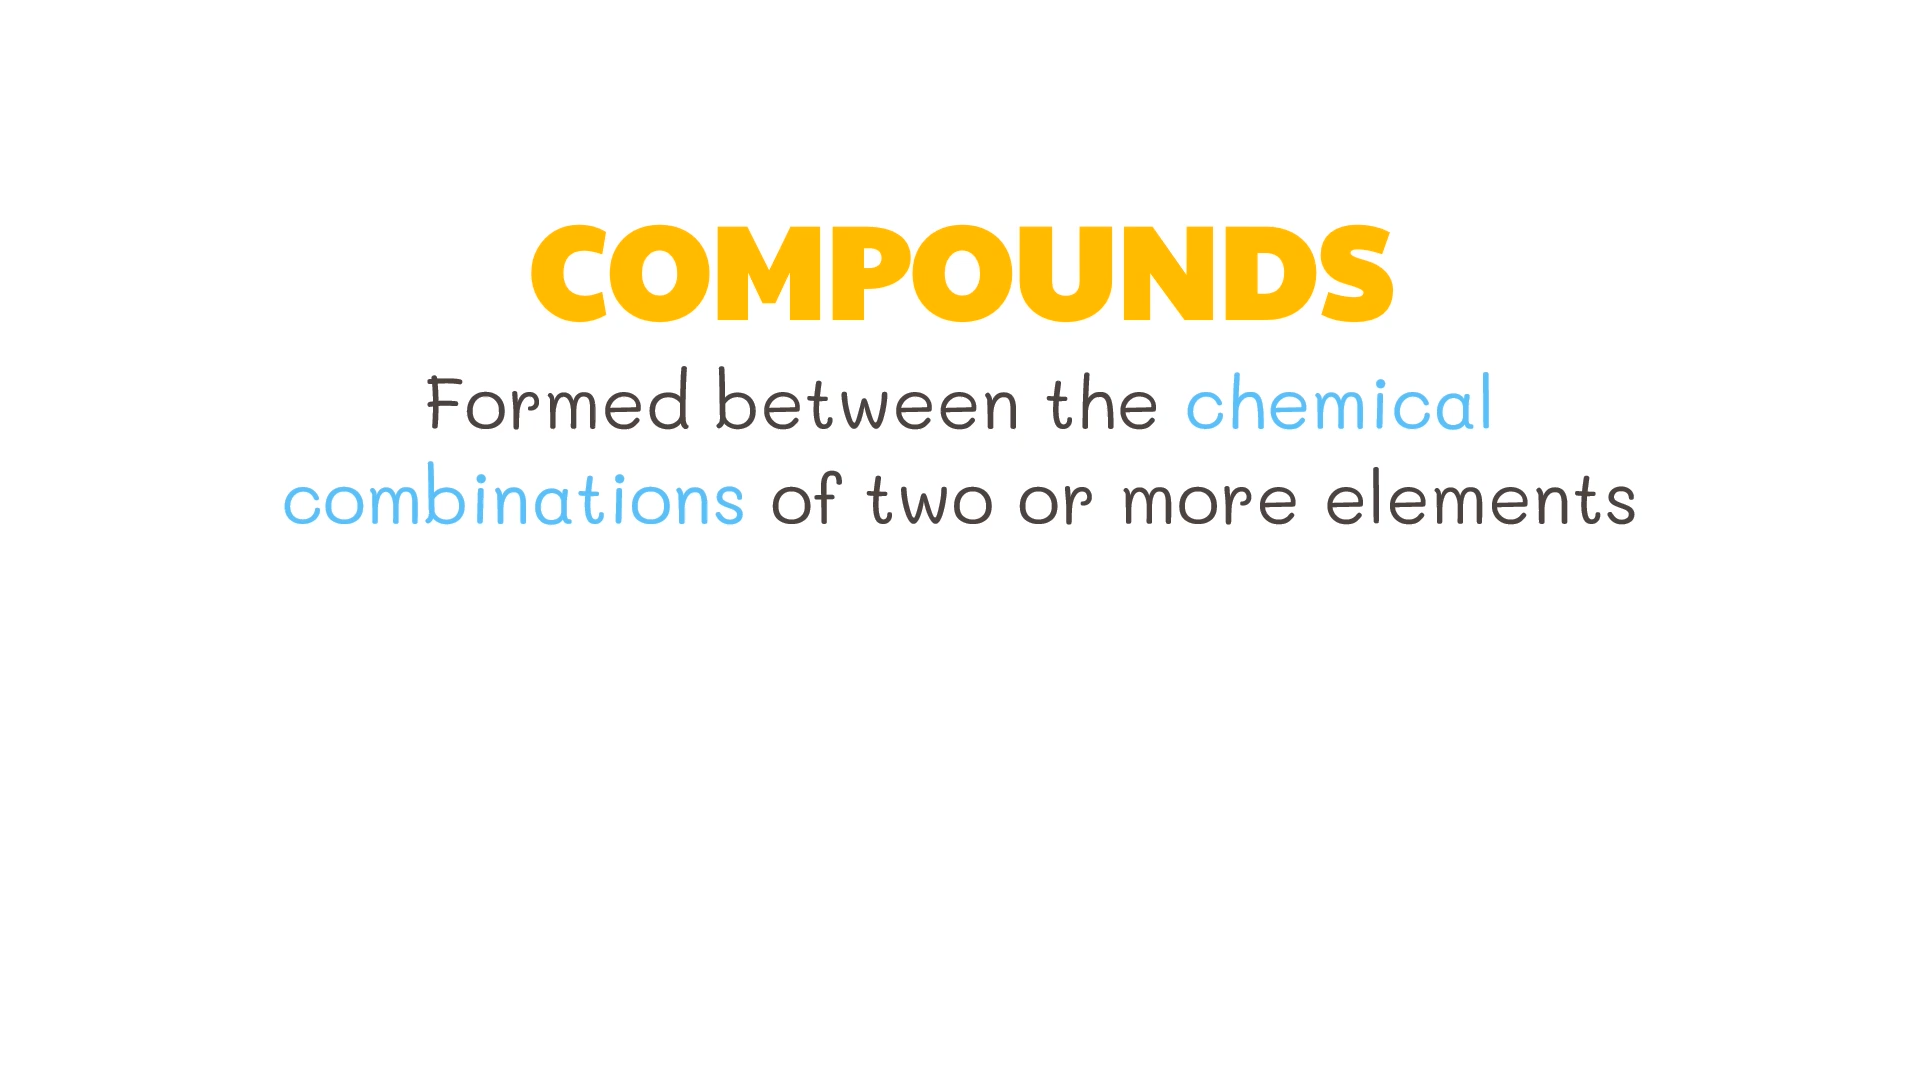 COMPOUNDS
Formed between the chemical
combinations of two or more elements